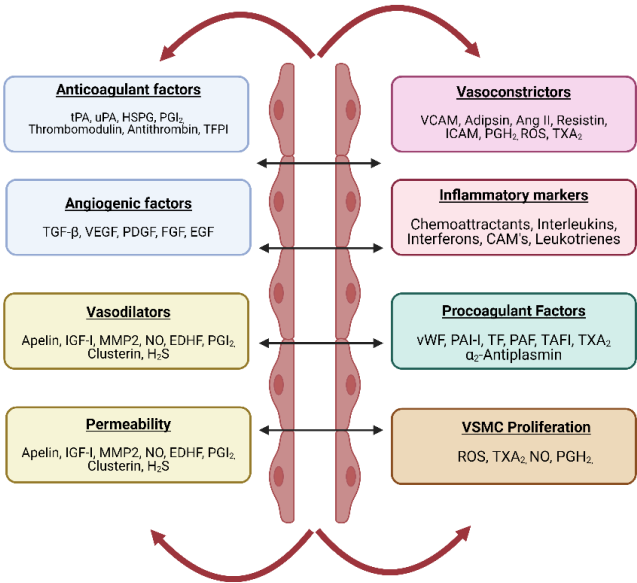 Anticoagulant factors
tPA, uPA, HSPG, PGI₂,
Thrombomodulin, Antithrombin, TFPI
Angiogenic factors
TGF-β, VEGF, PDGF, FGF, EGF
Vasodilators
Apelin, IGF-I, MMP2, NO, EDHF, PGI₂,
Clusterin, H₂S
Permeability
Apelin, IGF-I, MMP2, NO, EDHF, PGI₂,
Clusterin, H₂S
Vasoconstrictors
VCAM, Adipsin, Ang II, Resistin,
ICAM, PGH₂, ROS, TXA₂
Inflammatory markers
Chemoattractants, Interleukins,
Interferons, CAM's, Leukotrienes
Procoagulant Factors
vWF, PAI-I, TF, PAF, TAFI, TXA₂
α₂-Antiplasmin
VSMC Proliferation
ROS, TXA₂, NO, PGH₂,